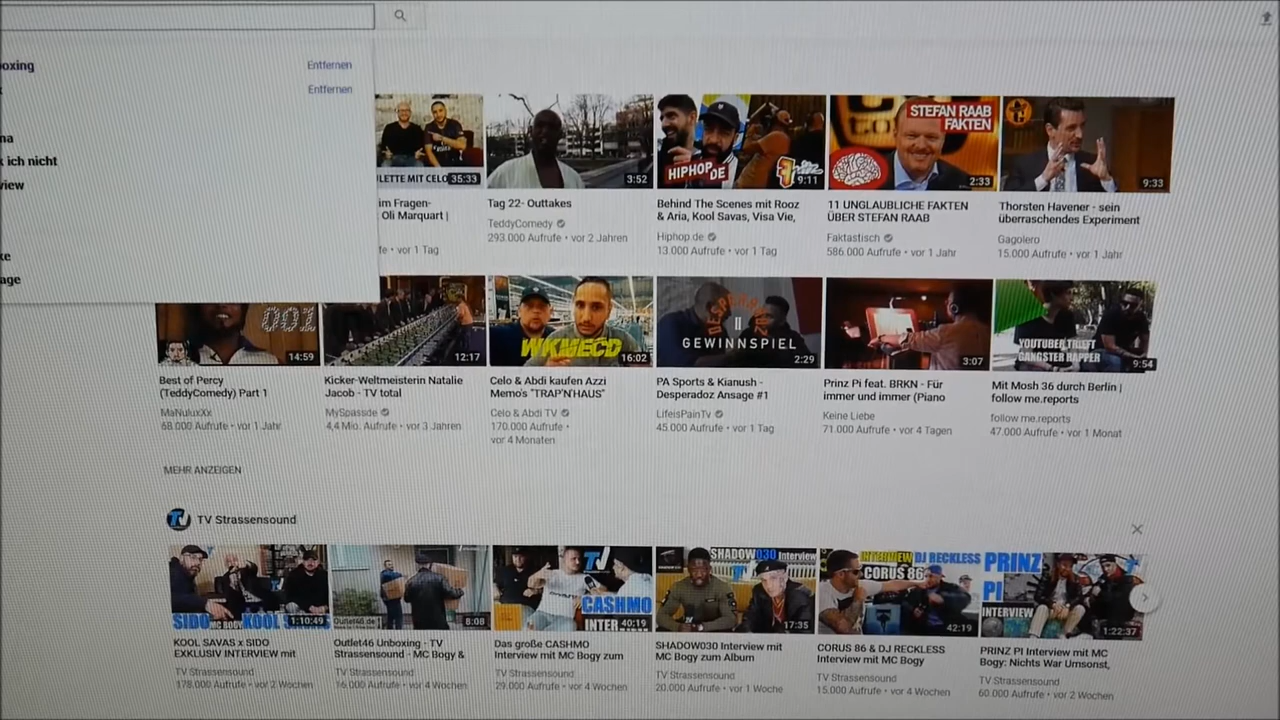 oxing
Entfernen
Entfernen
na
k ich nicht
view
ke
age
LETTE MIT CELO
35:33
3:52
HIPHOP.DE
9:11
STEFAN RAAB
FAKTEN
2:33
9:33
im Fragen-
: Oli Marquart |
fe • vor 1 Tag
Tag 22- Outtakes
TeddyComedy
293.000 Aufrufe • vor 2 Jahren
Behind The Scenes mit Rooz
& Aria, Kool Savas, Visa Vie,
Hiphop.de
13.000 Aufrufe • vor 1 Tag
11 UNGLAUBLICHE FAKTEN
ÜBER STEFAN RAAB
Faktastisch
586.000 Aufrufe • vor 1 Jahr
Thorsten Havener - sein
überraschendes Experiment
Gagolero
15.000 Aufrufe • vor 1 Jahr
001
14:59
12:17
WKMECD
16:02
DESPERADOZ
II
GEWINNSPIEL
2:29
3:07
YOUTUBER TRIFFT
GANGSTER RAPPER
9:54
Best of Percy
(TeddyComedy) Part 1
MaNuluxXx
68.000 Aufrufe • vor 1 Jahr
Kicker-Weltmeisterin Natalie
Jacob - TV total
MySpassde
4,4 Mio. Aufrufe • vor 3 Jahren
Celo & Abdi kaufen Azzi
Memo's "TRAP'N'HAUS"
Celo & Abdi TV
170.000 Aufrufe •
vor 4 Monaten
PA Sports & Kianush -
Desperadoz Ansage #1
LifeisPainTv
45.000 Aufrufe • vor 1 Tag
Prinz Pi feat. BRKN - Für
immer und immer (Piano
Keine Liebe
71.000 Aufrufe • vor 4 Tagen
Mit Mosh 36 durch Berlin |
follow me.reports
follow me.reports
47.000 Aufrufe • vor 1 Monat
MEHR ANZEIGEN
TV Strassensound
SIDO MC BOGY KOOL SAVAS
1:10:49
Outlet46.de
8:08
CASHMO
INTER
40:19
SHADOW030 Interview
17:35
INTERVIEW DJ RECKLESS
CORUS 86
42:19
PRINZ
PI
INTERVIEW
1:22:37
KOOL SAVAS x SIDO
EXKLUSIV INTERVIEW mit
TV Strassensound
178.000 Aufrufe • vor 2 Wochen
Outlet46 Unboxing - TV
Strassensound - MC Bogy &
TV Strassensound
16.000 Aufrufe • vor 4 Wochen
Das große CASHMO
Interview mit MC Bogy zum
TV Strassensound
29.000 Aufrufe • vor 4 Wochen
SHADOW030 Interview mit
MC Bogy zum Album
TV Strassensound
20.000 Aufrufe • vor 1 Woche
CORUS 86 & DJ RECKLESS
Interview mit MC Bogy
TV Strassensound
15.000 Aufrufe • vor 4 Wochen
PRINZ PI Interview mit MC
Bogy: Nichts War Umsonst,
TV Strassensound
60.000 Aufrufe • vor 2 Wochen